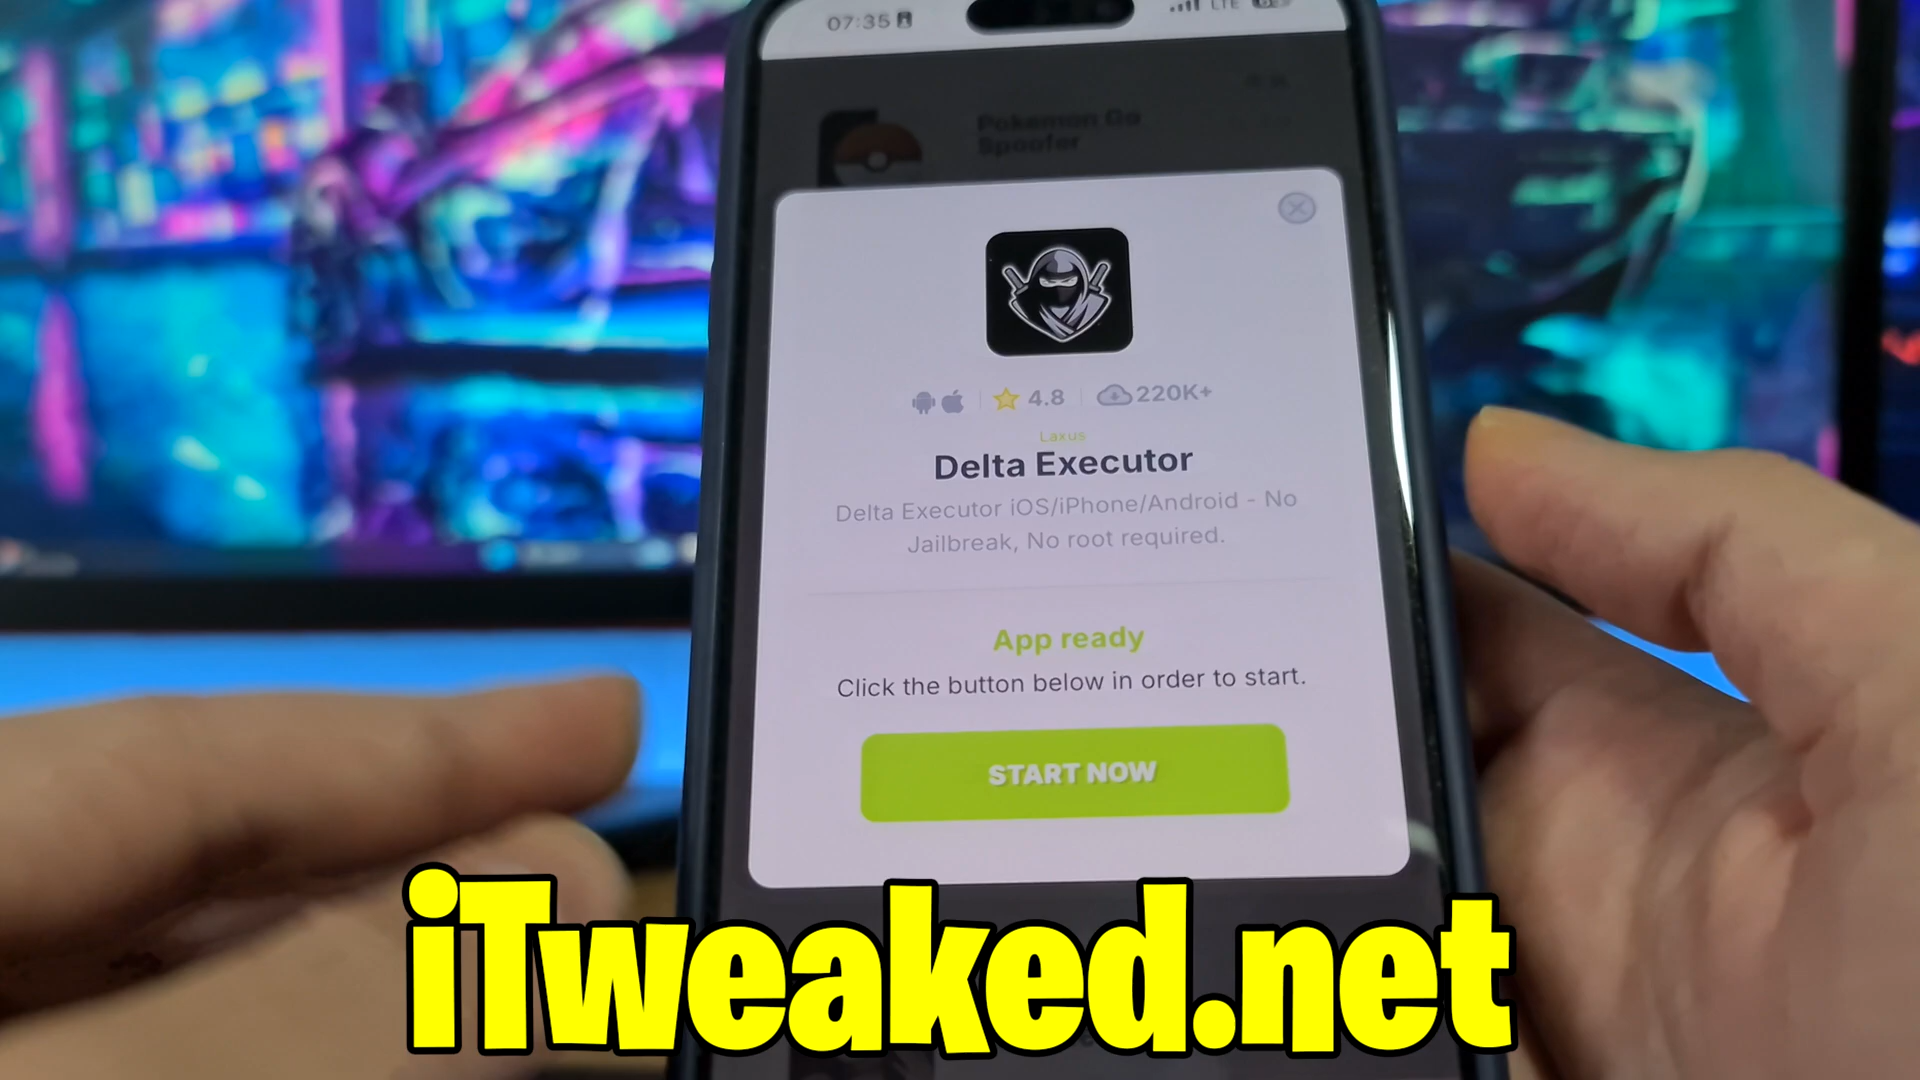 07:35
LTE
Pokemon Go
Spoofer
4.8
220K+
Laxus
Delta Executor
Delta Executor iOS/iPhone/Android - No
Jailbreak, No root required.
App ready
Click the button below in order to start.
START NOW
iTweaked.net